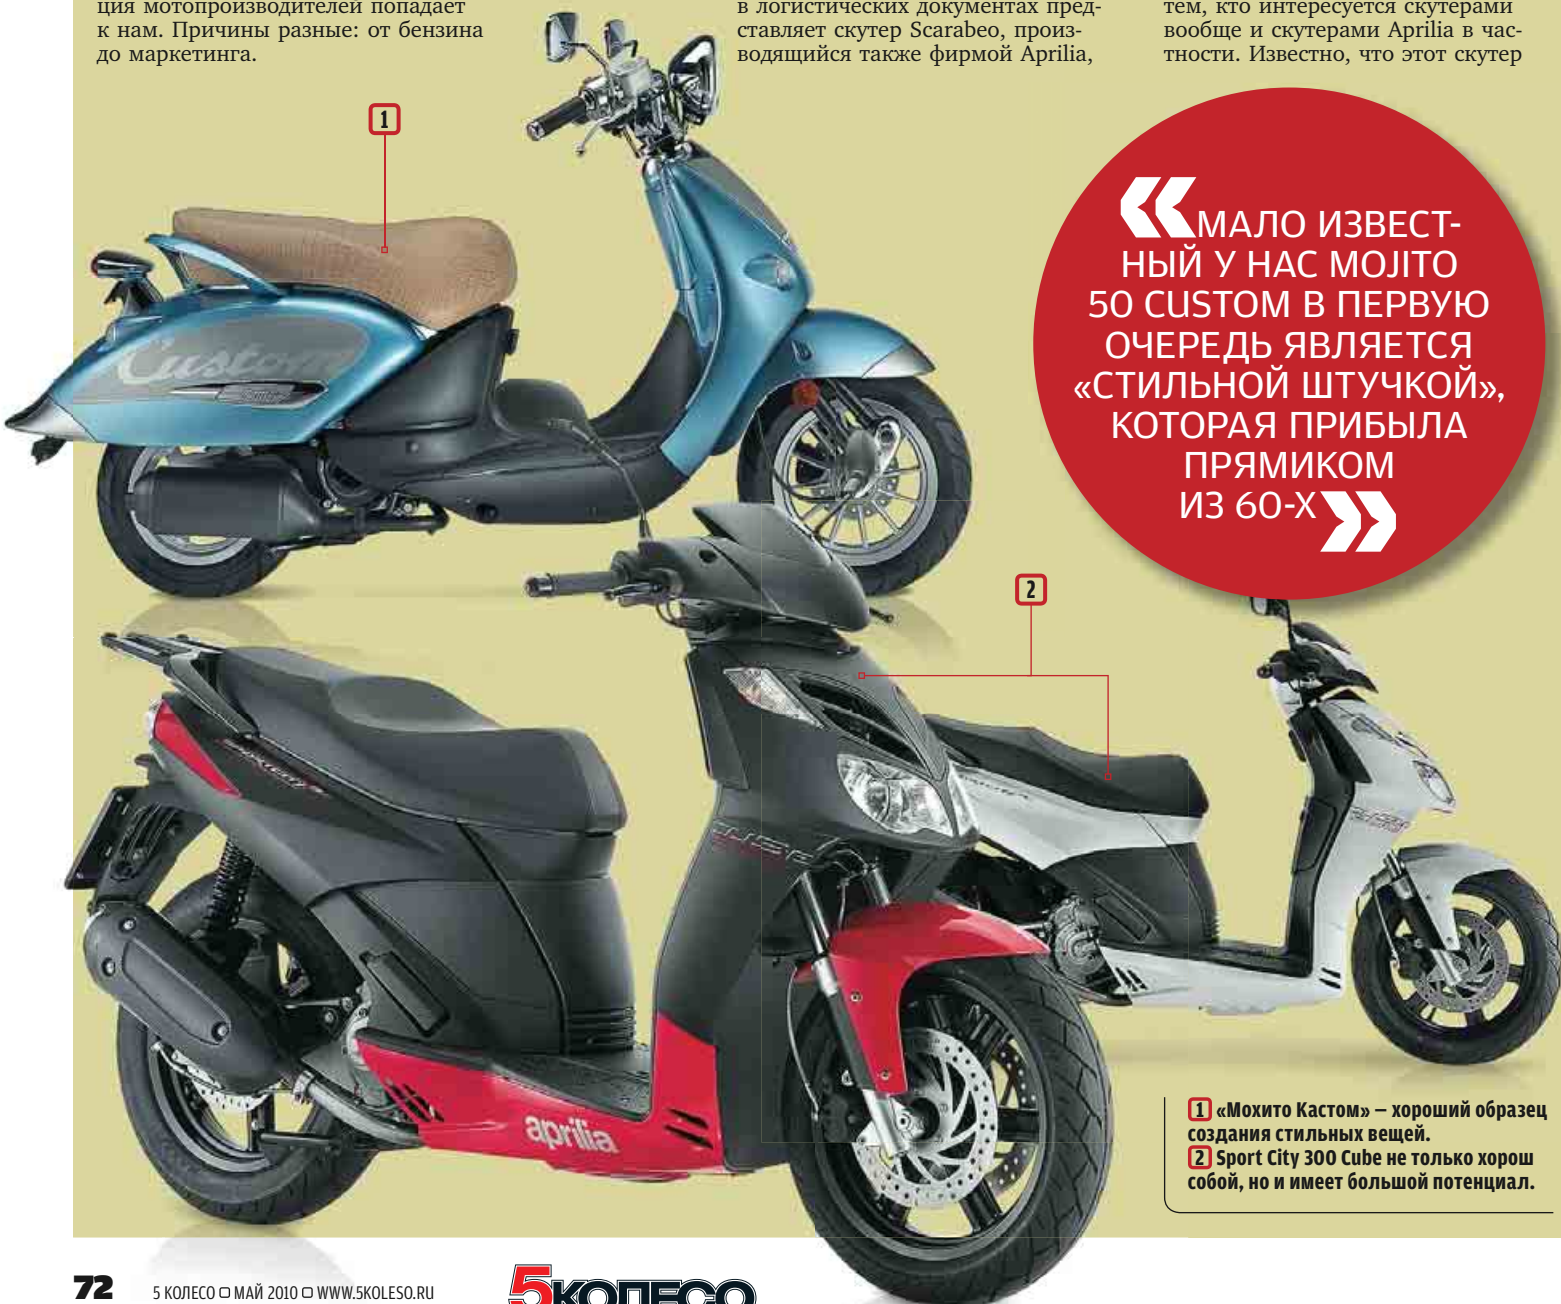 ция мотопроизводителей попадает
к нам. Причины разные: от бензина
до маркетинга.
в логистических документах пред-
ставляет скутер Scarabeo, произ-
водящийся также фирмой Aprilia,
тем, кто интересуется скутерами
вообще и скутерами Aprilia в час-
тности. Известно, что этот скутер
1
«МАЛО ИЗВЕСТ-
НЫЙ У НАС MOJITO
50 CUSTOM В ПЕРВУЮ
ОЧЕРЕДЬ ЯВЛЯЕТСЯ
«СТИЛЬНОЙ ШТУЧКОЙ»,
КОТОРАЯ ПРИБЫЛА
ПРЯМИКОМ
ИЗ 60-Х»
Custom
2
aprilia
1 «Мохито Кастом» – хороший образец
создания стильных вещей.
2 Sport City 300 Cube не только хорош
собой, но и имеет большой потенциал.
72 5 КОЛЕСО МАЙ 2010 WWW.5KOLESO.RU
5КОЛЕСО